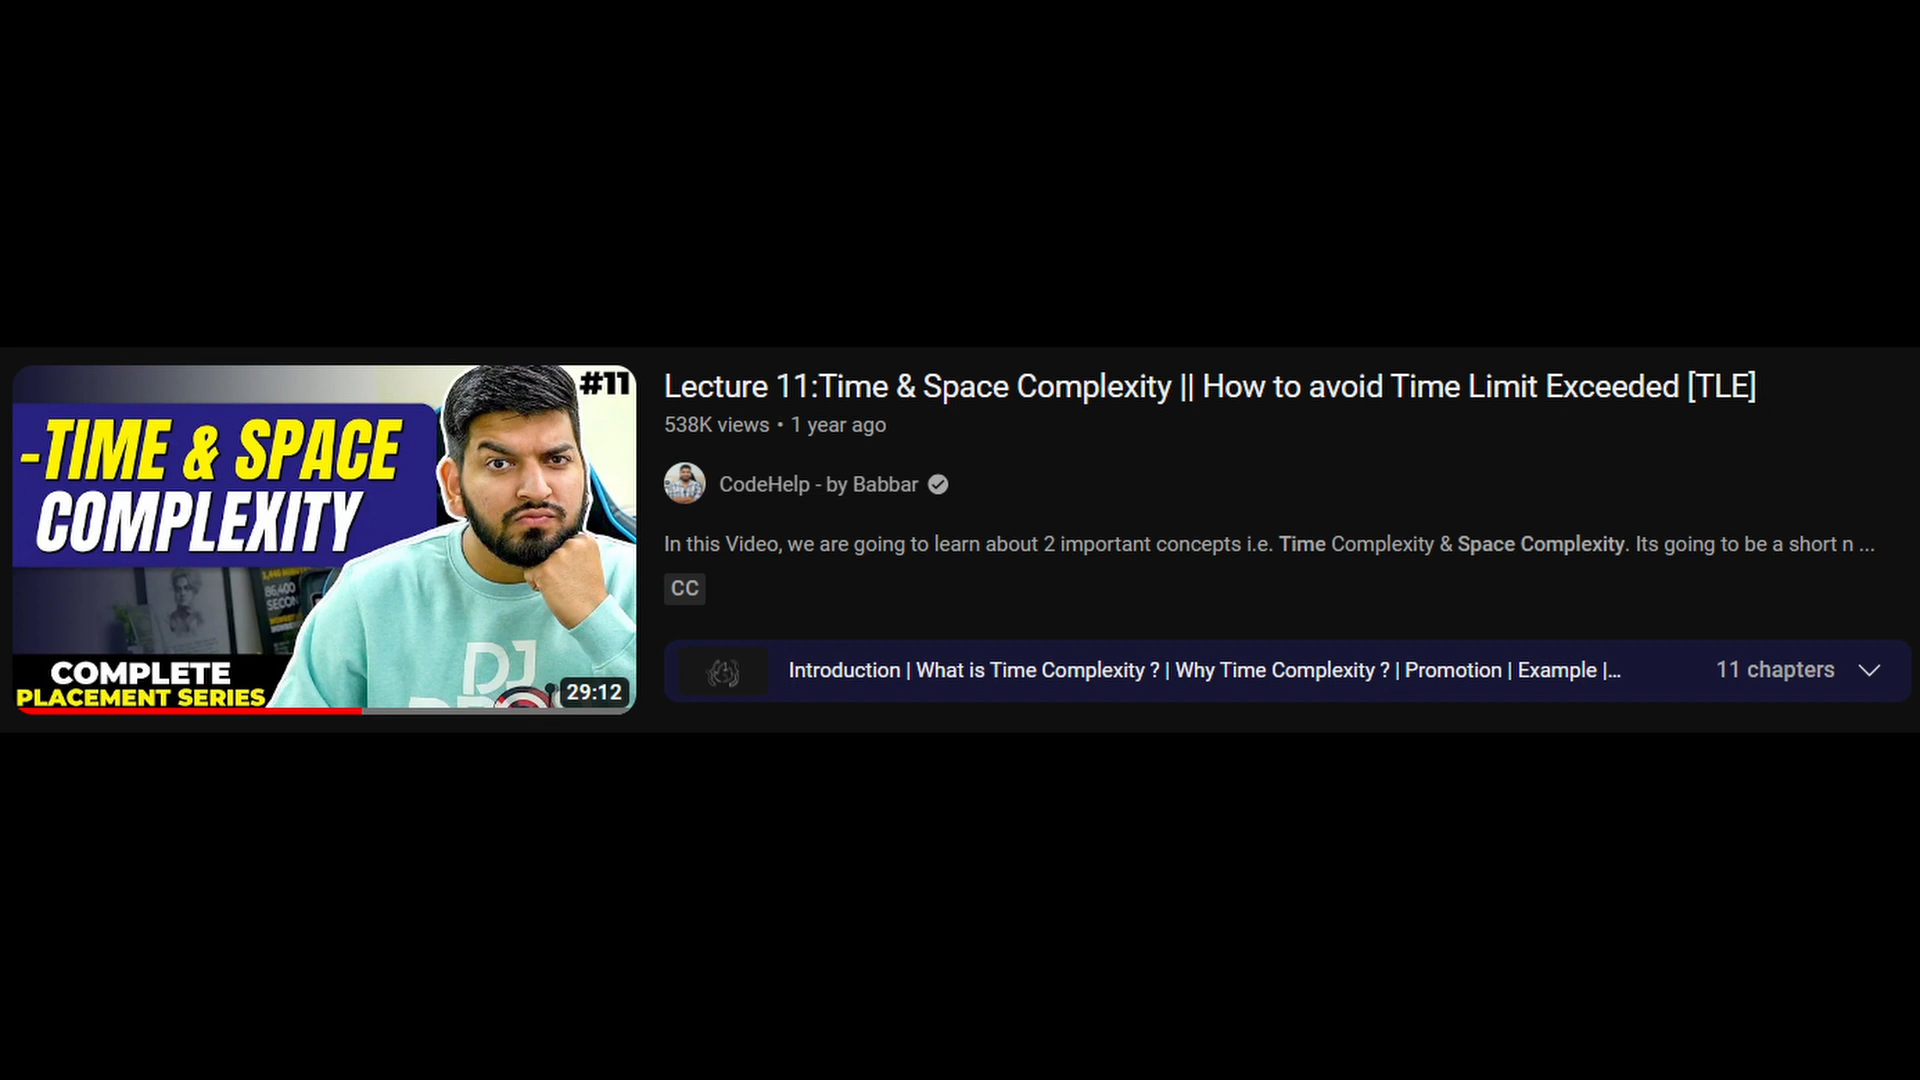 #11
-TIME & SPACE
COMPLEXITY
86,400
DJ
COMPLETE
PLACEMENT SERIES
29:12
Lecture 11:Time & Space Complexity || How to avoid Time Limit Exceeded [TLE]
538K views • 1 year ago
CodeHelp - by Babbar
In this Video, we are going to learn about 2 important concepts i.e. Time Complexity & Space Complexity. Its going to be a short n ...
CC
Introduction | What is Time Complexity ? | Why Time Complexity ? | Promotion | Example |...
11 chapters